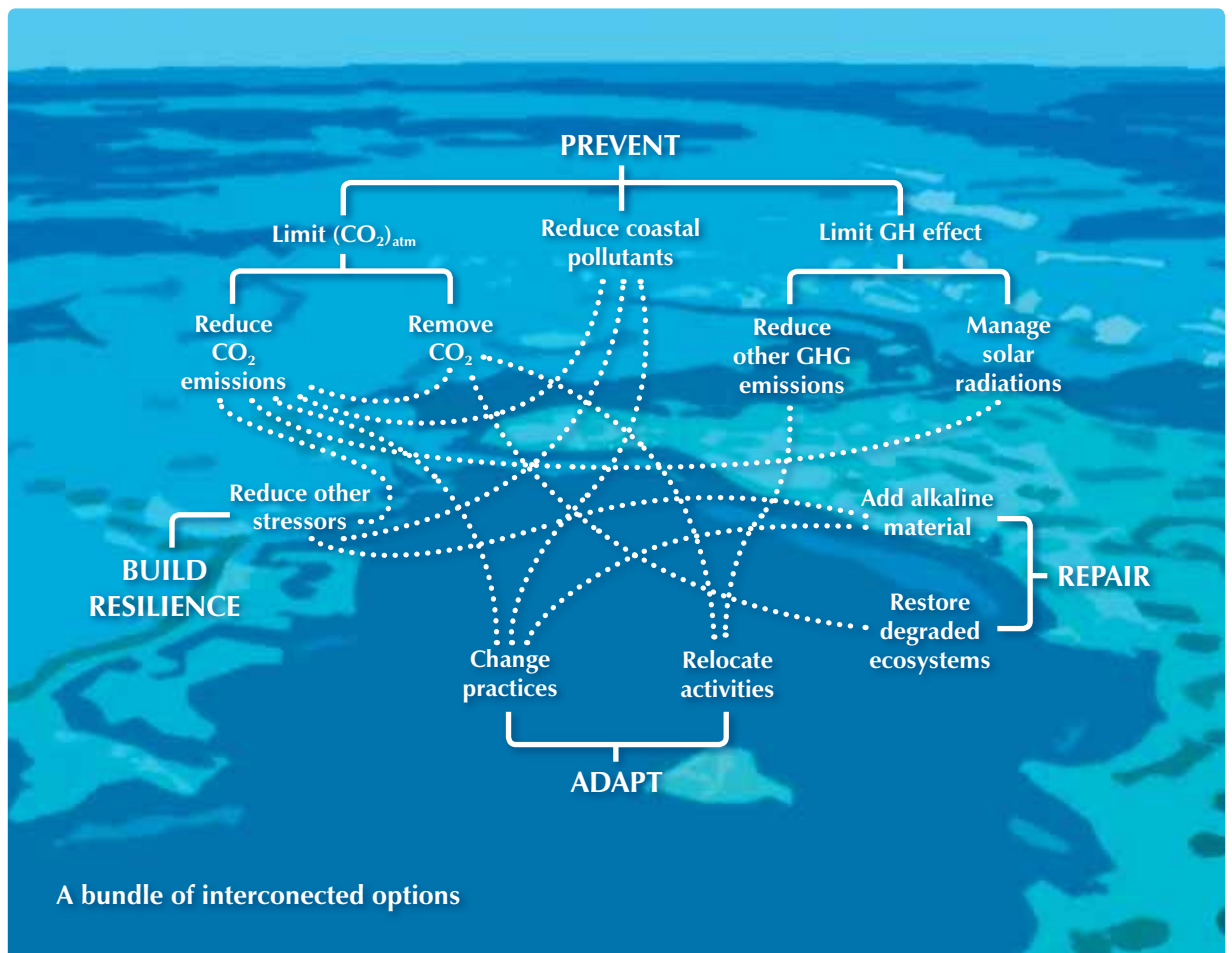 PREVENT
Limit (CO₂)atm
Reduce coastal
pollutants
Limit GH effect
Reduce
CO₂
emissions
Remove
CO₂
Reduce
other GHG
emissions
Manage
solar
radiations
Reduce other
stressors
BUILD
RESILIENCE
Add alkaline
material
REPAIR
Restore
degraded
ecosystems
Change
practices
Relocate
activities
ADAPT
A bundle of interconected options